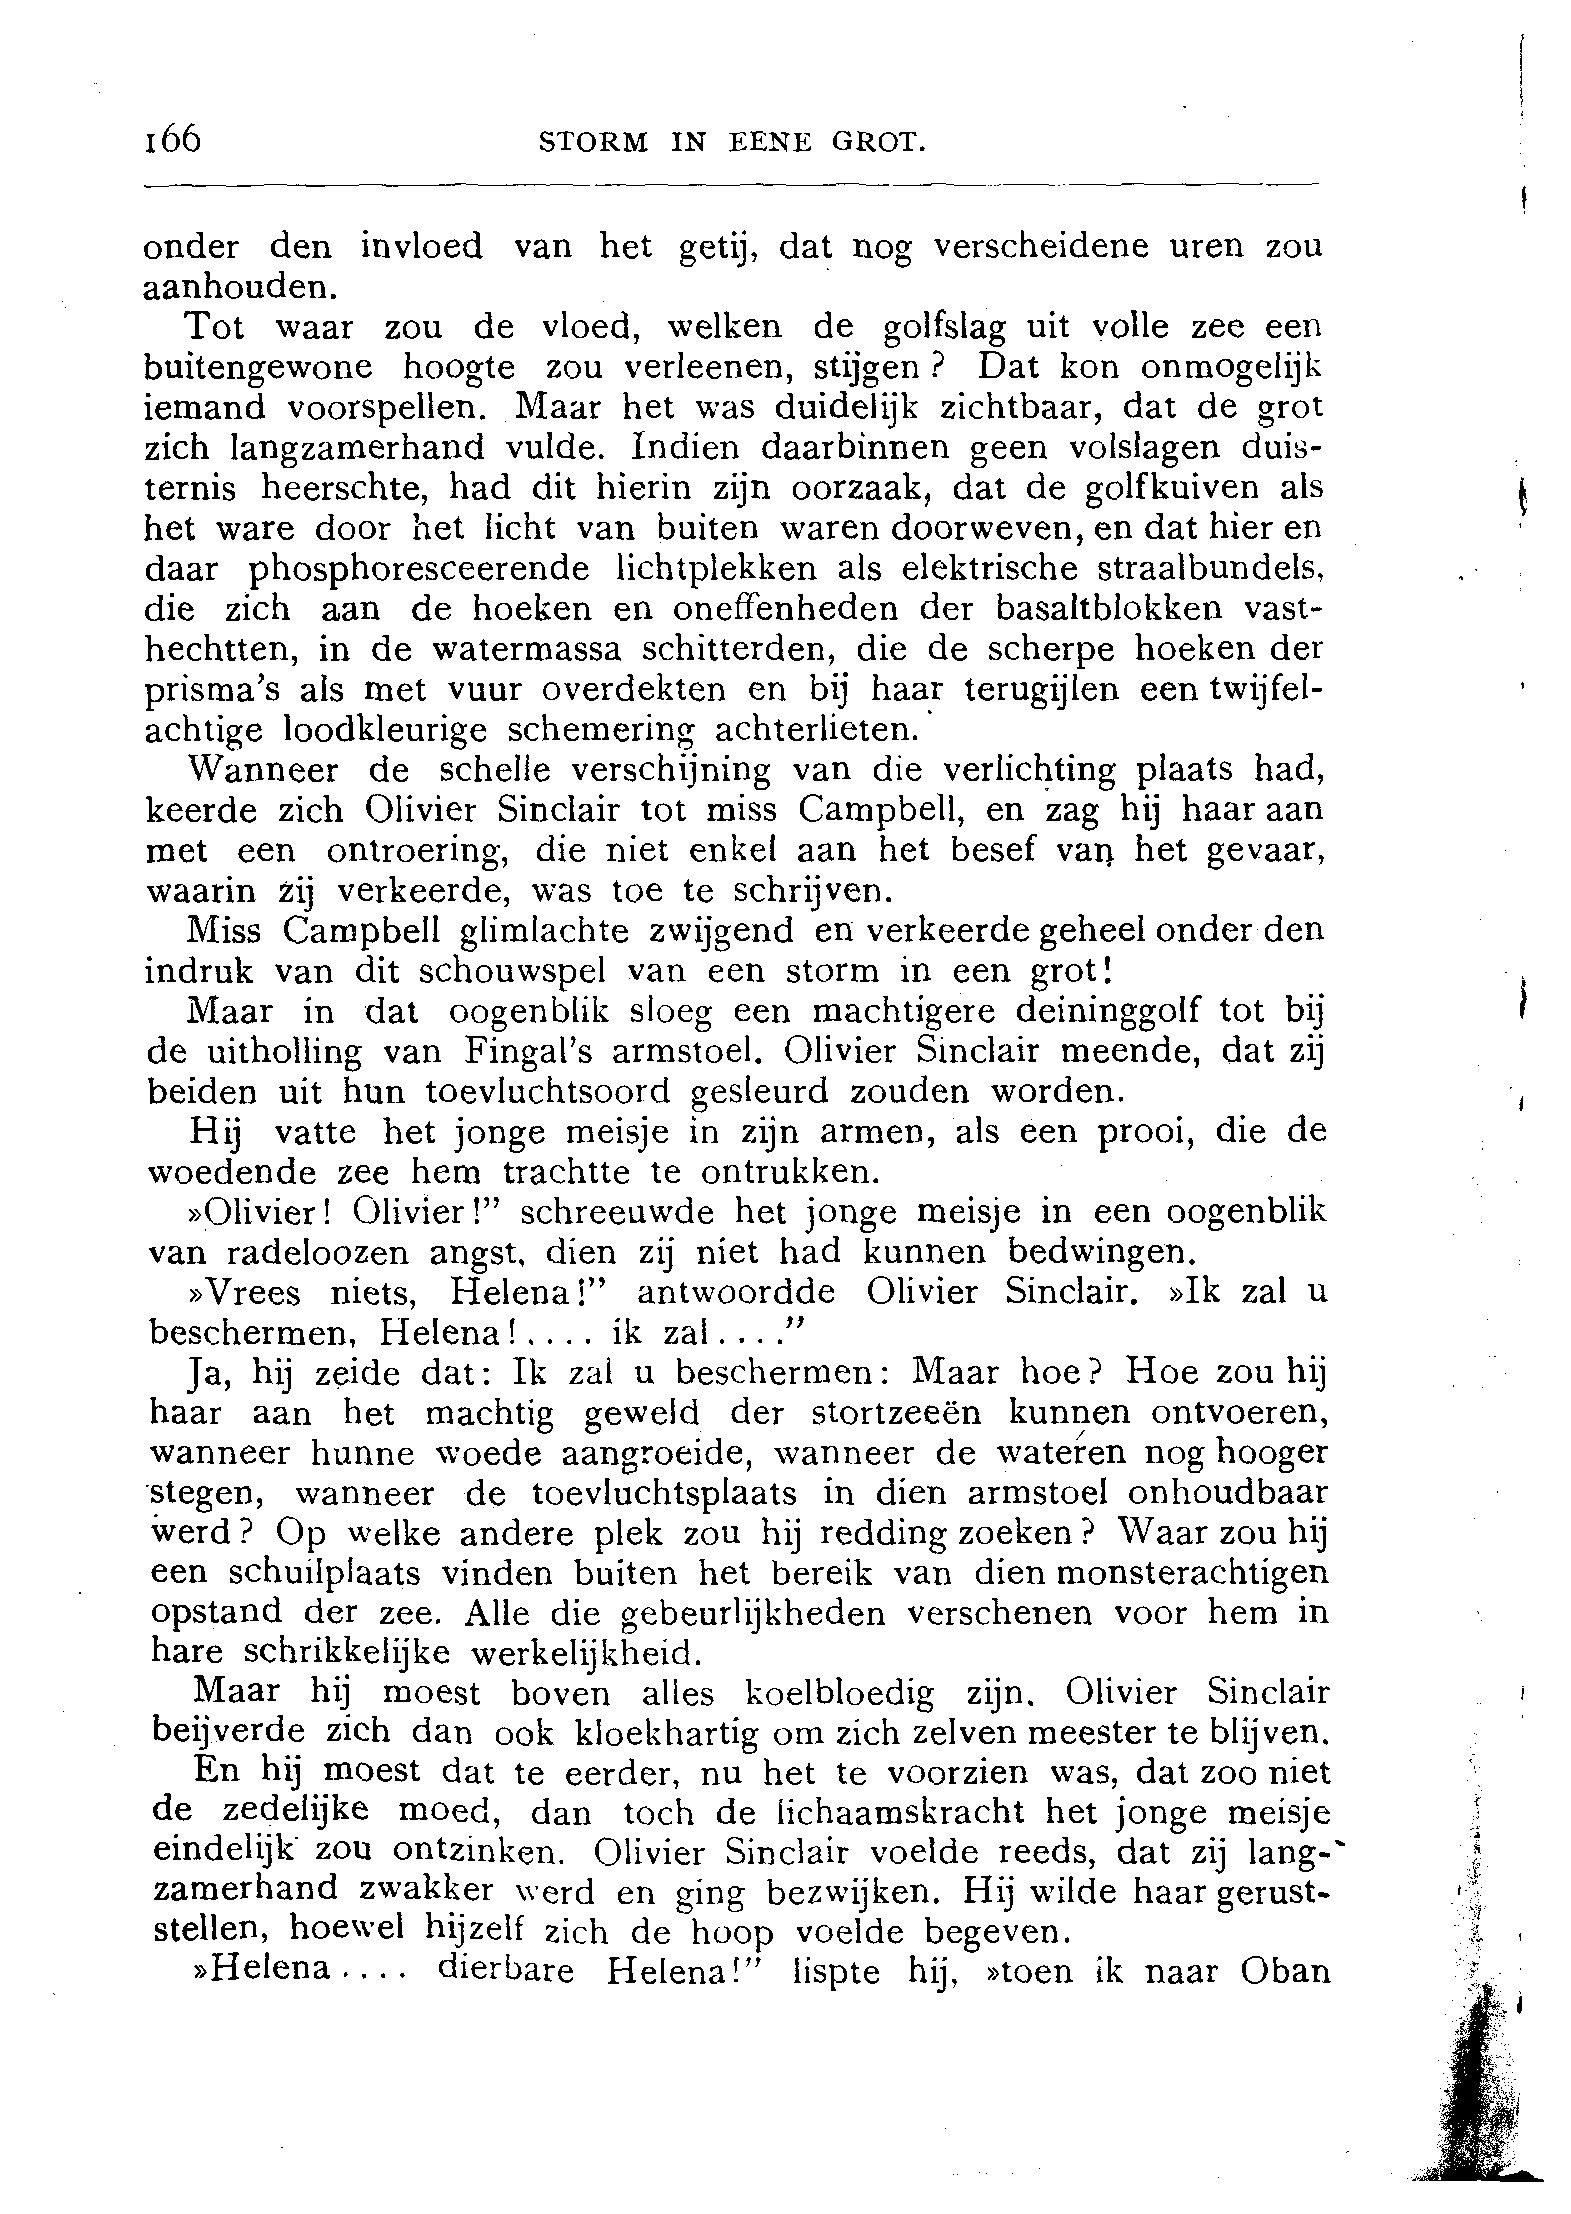 166 STORM IN EENE GROT.
onder den invloed van het getij, dat nog verscheidene uren zou
aanhouden.
Tot waar zou de vloed, welken de golfslag uit volle zee een
buitengewone hoogte zou verleenen, stijgen? Dat kon onmogelijk
iemand voorspellen. Maar het was duidelijk zichtbaar, dat de grot
zich langzamerhand vulde. Indien daarbinnen geen volslagen duis-
ternis heerschte, had dit hierin zijn oorzaak, dat de golfkuiven als
het ware door het licht van buiten waren doorweven, en dat hier en
daar phosphoresceerende lichtplekken als elektrische straalbundels,
die zich aan de hoeken en oneffenheden der basaltblokken vast-
hechtten, in de watermassa schitterden, die de scherpe hoeken der
prisma's als met vuur overdekten en bij haar terugijlen een twijfel-
achtige loodkleurige schemering achterlieten.
Wanneer de schelle verschijning van die verlichting plaats had,
keerde zich Olivier Sinclair tot miss Campbell, en zag hij haar aan
met een ontroering, die niet enkel aan het besef van het gevaar,
waarin zij verkeerde, was toe te schrijven.
Miss Campbell glimlachte zwijgend en verkeerde geheel onder den
indruk van dit schouwspel van een storm in een grot!
Maar in dat oogenblik sloeg een machtigere deininggolf tot bij
de uitholling van Fingal's armstoel. Olivier Sinclair meende, dat zij
beiden uit hun toevluchtsoord gesleurd zouden worden.
Hij vatte het jonge meisje in zijn armen, als een prooi, die de
woedende zee hem trachtte te ontrukken.
»Olivier! Olivier!” schreeuwde het jonge meisje in een oogenblik
van radeloozen angst, dien zij niet had kunnen bedwingen.
»Vrees niets, Helena!” antwoordde Olivier Sinclair. »Ik zal u
beschermen, Helena!.... ik zal....”
Ja, hij zeide dat: Ik zal u beschermen: Maar hoe? Hoe zou hij
haar aan het machtig geweld der stortzeeën kunnen ontvoeren,
wanneer hunne woede aangroeide, wanneer de wateren nog hooger
stegen, wanneer de toevluchtsplaats in dien armstoel onhoudbaar
werd? Op welke andere plek zou hij redding zoeken? Waar zou hij
een schuilplaats vinden buiten het bereik van dien monsterachtigen
opstand der zee. Alle die gebeurlijkheden verschenen voor hem in
hare schrikkelijke werkelijkheid.
Maar hij moest boven alles koelbloedig zijn. Olivier Sinclair
beijverde zich dan ook kloekhartig om zich zelven meester te blijven.
En hij moest dat te eerder, nu het te voorzien was, dat zoo niet
de zedelijke moed, dan toch de lichaamskracht het jonge meisje
eindelijk zou ontzinken. Olivier Sinclair voelde reeds, dat zij lang-
zamerhand zwakker werd en ging bezwijken. Hij wilde haar gerust-
stellen, hoewel hijzelf zich de hoop voelde begeven.
»Helena.... dierbare Helena!” lispte hij, »toen ik naar Oban